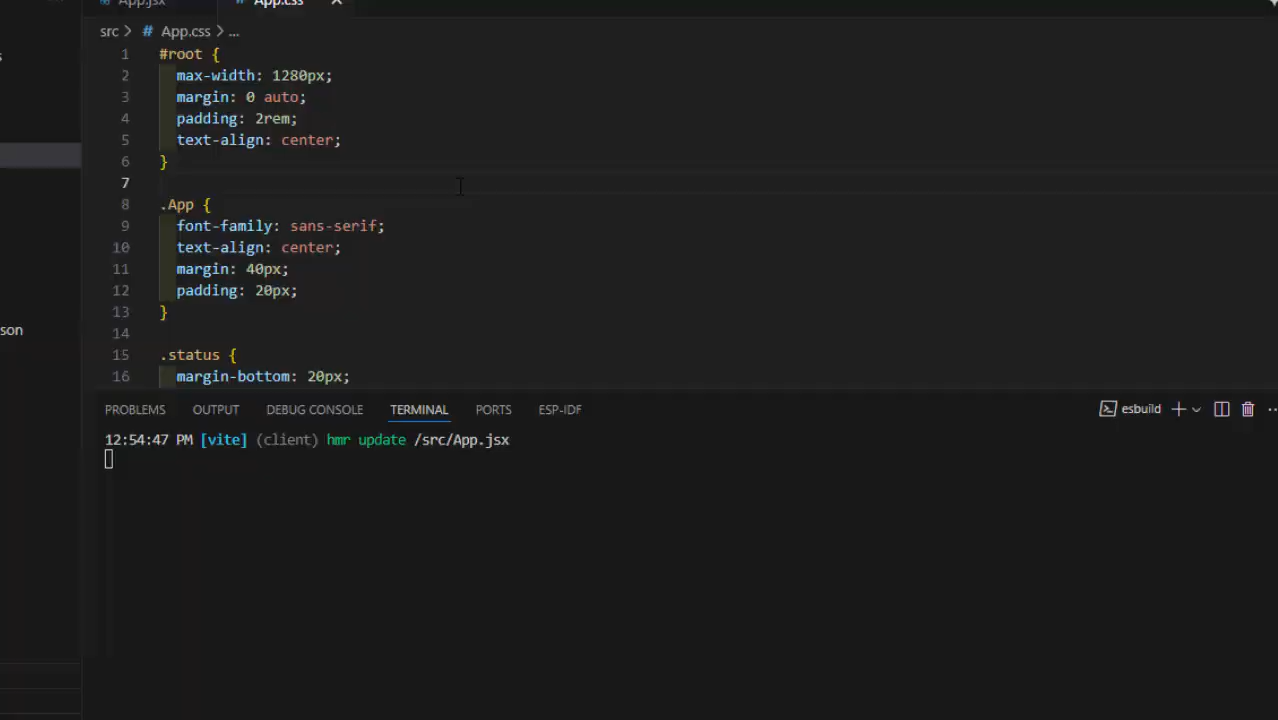 App.jsx
# App.css
src > # App.css > ...
1 #root {
2 max-width: 1280px;
3 margin: 0 auto;
4 padding: 2rem;
5 text-align: center;
6 }
7
8 .App {
9 font-family: sans-serif;
10 text-align: center;
11 margin: 40px;
12 padding: 20px;
13 }
14
15 .status {
16 margin-bottom: 20px;
son
PROBLEMS OUTPUT DEBUG CONSOLE TERMINAL PORTS ESP-IDF
esbuild
12:54:47 PM [vite] (client) hmr update /src/App.jsx